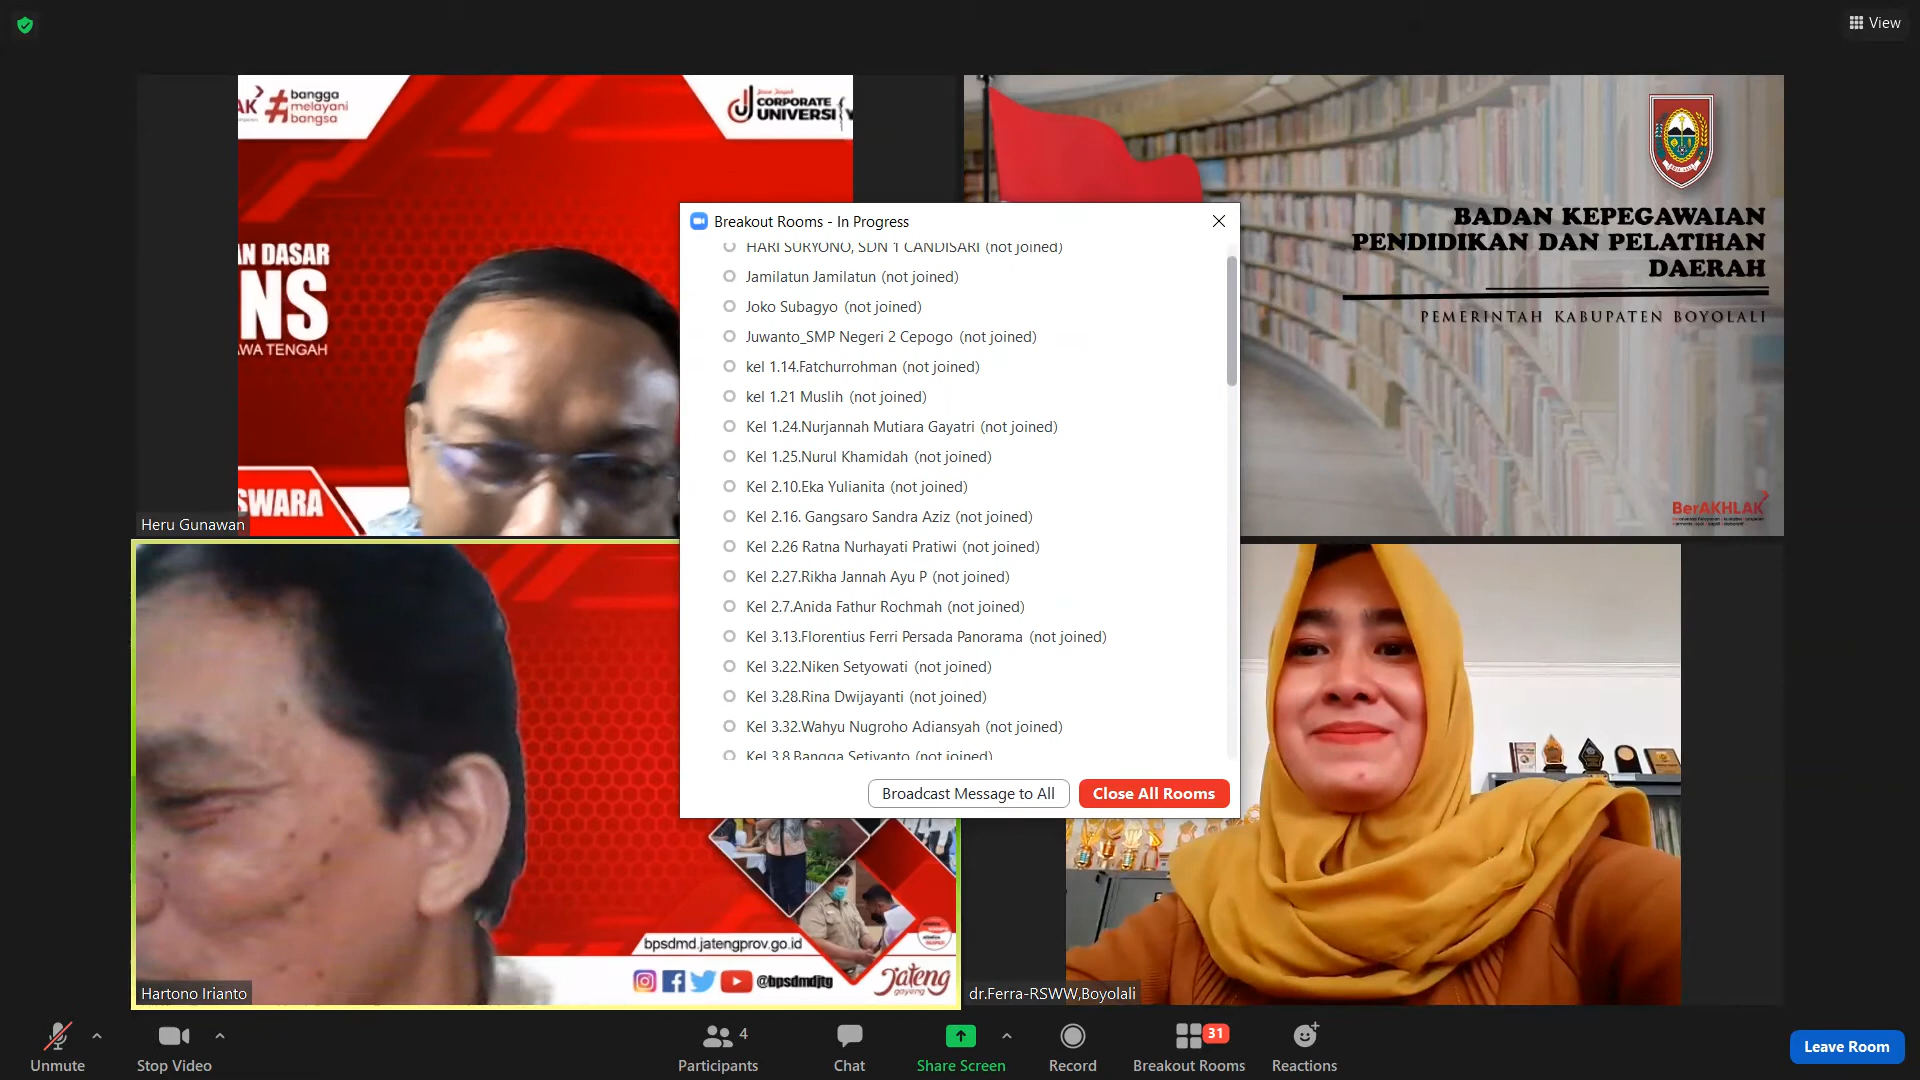 View
AK
bangga
melayani
bangsa
Jawa Tengah
CORPORATE
UNIVERSI
AN DASAR
NS
WA TENGAH
SWARA
Heru Gunawan
BADAN KEPEGAWAIAN
PENDIDIKAN DAN PELATIHAN
DAERAH
PEMERINTAH KABUPATEN BOYOLALI
BerAKHLAK
Breakout Rooms - In Progress
HARI SURYONO, SDN 1 CANDISARI (not joined)
Jamilatun Jamilatun (not joined)
Joko Subagyo (not joined)
Juwanto_SMP Negeri 2 Cepogo (not joined)
kel 1.14.Fatchurrohman (not joined)
kel 1.21 Muslih (not joined)
Kel 1.24.Nurjannah Mutiara Gayatri (not joined)
Kel 1.25.Nurul Khamidah (not joined)
Kel 2.10.Eka Yulianita (not joined)
Kel 2.16. Gangsaro Sandra Aziz (not joined)
Kel 2.26 Ratna Nurhayati Pratiwi (not joined)
Kel 2.27.Rikha Jannah Ayu P (not joined)
Kel 2.7.Anida Fathur Rochmah (not joined)
Kel 3.13.Florentius Ferri Persada Panorama (not joined)
Kel 3.22.Niken Setyowati (not joined)
Kel 3.28.Rina Dwijayanti (not joined)
Kel 3.32.Wahyu Nugroho Adiansyah (not joined)
Kel 3.8.Bangga Setiyanto (not joined)
Broadcast Message to All
Close All Rooms
bpsdmd.jatengprov.go.id
@bpsdmdjtg
Jateng
gayeng
Hartono Irianto
dr.Ferra-RSWW,Boyolali
Unmute
Stop Video
Participants 4
Chat
Share Screen
Record
Breakout Rooms 31
Reactions
Leave Room